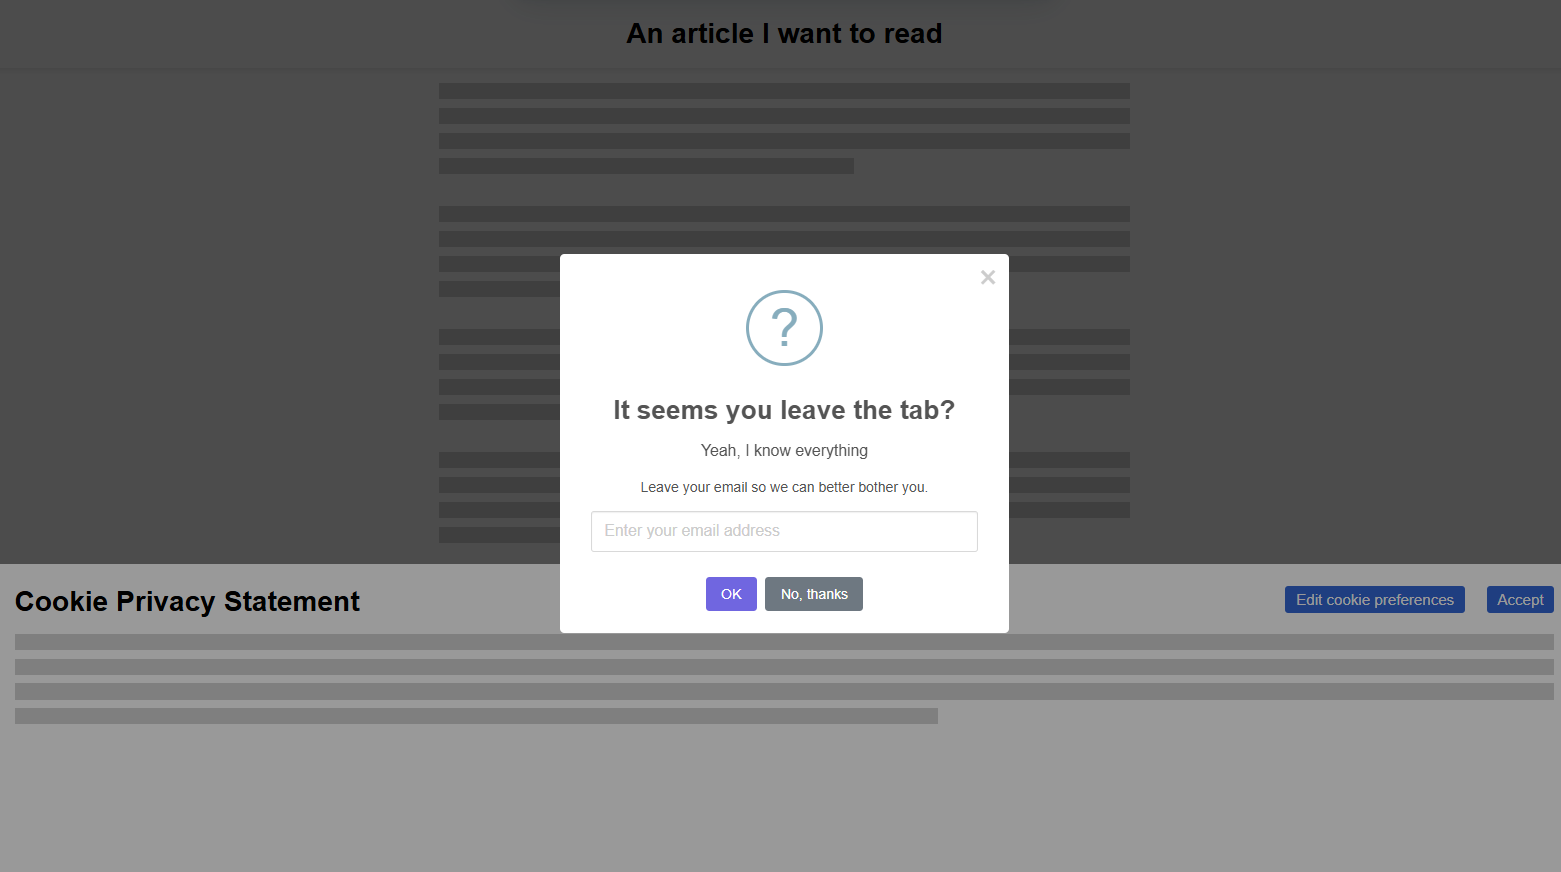 An article I want to read
×
?
It seems you leave the tab?
Yeah, I know everything
Leave your email so we can better bother you.
Enter your email address
OK
No, thanks
Cookie Privacy Statement
Edit cookie preferences
Accept